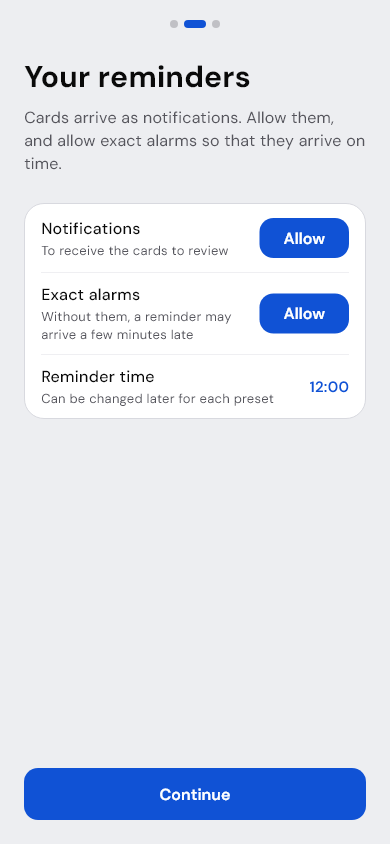 Your reminders
Cards arrive as notifications. Allow them,
and allow exact alarms so that they arrive on
time.
Notifications
To receive the cards to review
Allow
Exact alarms
Without them, a reminder may
arrive a few minutes late
Allow
Reminder time
Can be changed later for each preset
12:00
Continue